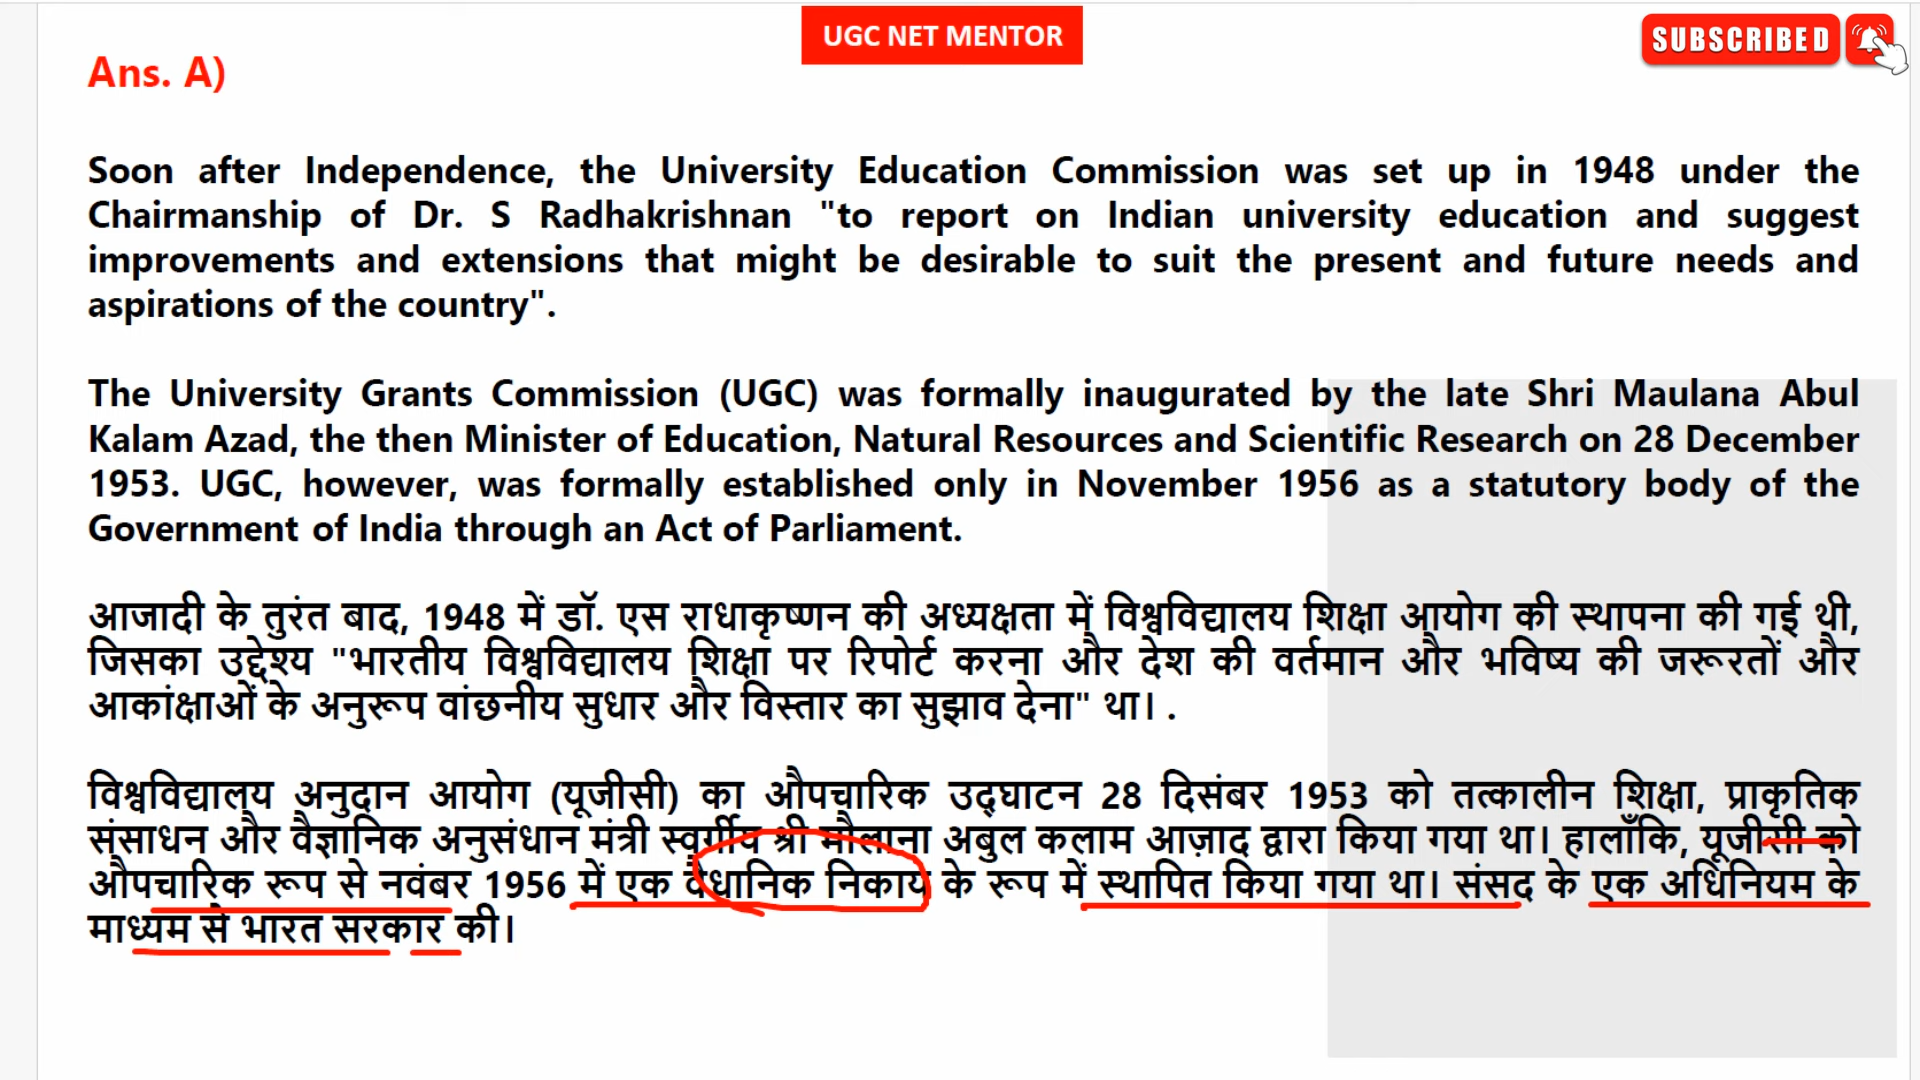 UGC NET MENTOR
SUBSCRIBED
Ans. A)
Soon after Independence, the University Education Commission was set up in 1948 under the
Chairmanship of Dr. S Radhakrishnan "to report on Indian university education and suggest
improvements and extensions that might be desirable to suit the present and future needs and
aspirations of the country".
The University Grants Commission (UGC) was formally inaugurated by the late Shri Maulana Abul
Kalam Azad, the then Minister of Education, Natural Resources and Scientific Research on 28 December
1953. UGC, however, was formally established only in November 1956 as a statutory body of the
Government of India through an Act of Parliament.
आजादी के तुरंत बाद, 1948 में डॉ. एस राधाकृष्णन की अध्यक्षता में विश्वविद्यालय शिक्षा आयोग की स्थापना की गई थी,
जिसका उद्देश्य "भारतीय विश्वविद्यालय शिक्षा पर रिपोर्ट करना और देश की वर्तमान और भविष्य की जरूरतों और
आकांक्षाओं के अनुरूप वांछनीय सुधार और विस्तार का सुझाव देना" था। .
विश्वविद्यालय अनुदान आयोग (यूजीसी) का औपचारिक उद्घाटन 28 दिसंबर 1953 को तत्कालीन शिक्षा, प्राकृतिक
संसाधन और वैज्ञानिक अनुसंधान मंत्री स्वर्गीय श्री मौलाना अबुल कलाम आज़ाद द्वारा किया गया था। हालाँकि, यूजीसी को
औपचारिक रूप से नवंबर 1956 में एक वैधानिक निकाय के रूप में स्थापित किया गया था। संसद के एक अधिनियम के
माध्यम से भारत सरकार की।